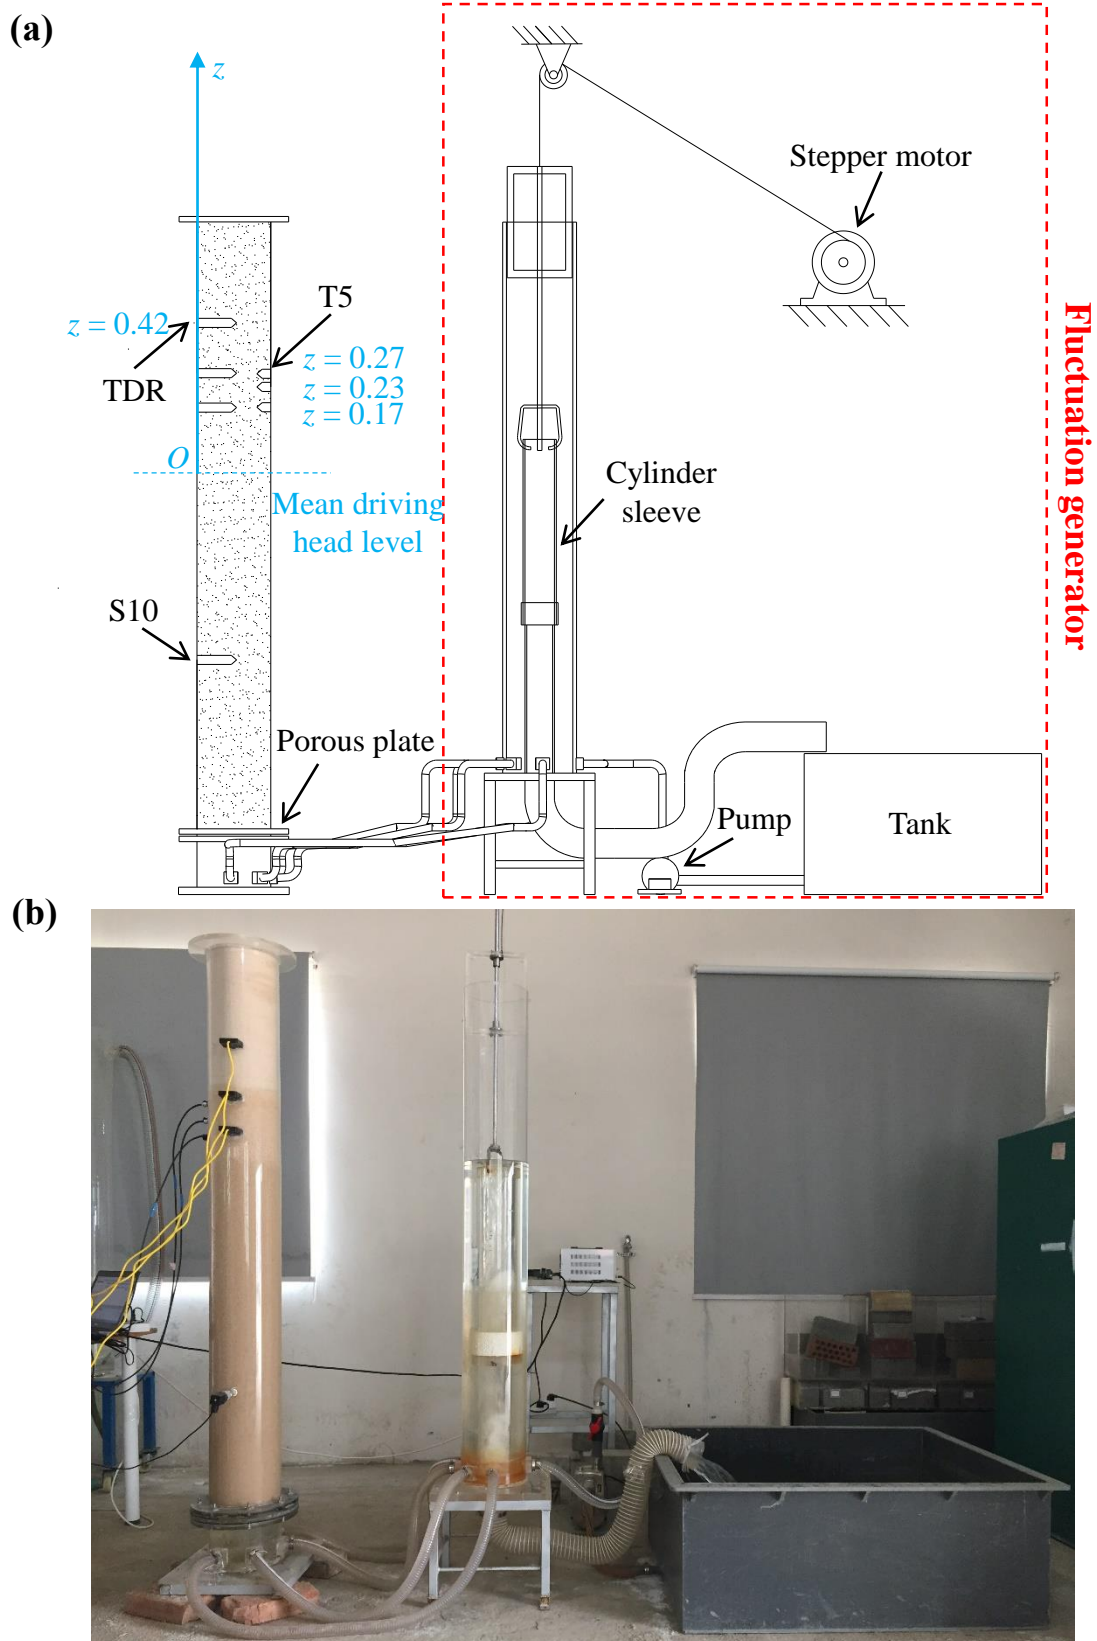 (a)
z
Stepper motor
T5
z = 0.42
z = 0.27
TDR
z = 0.23
z = 0.17
O
Cylinder
sleeve
Mean driving
head level
Fluctuation generator
S10
Porous plate
Pump
Tank
(b)